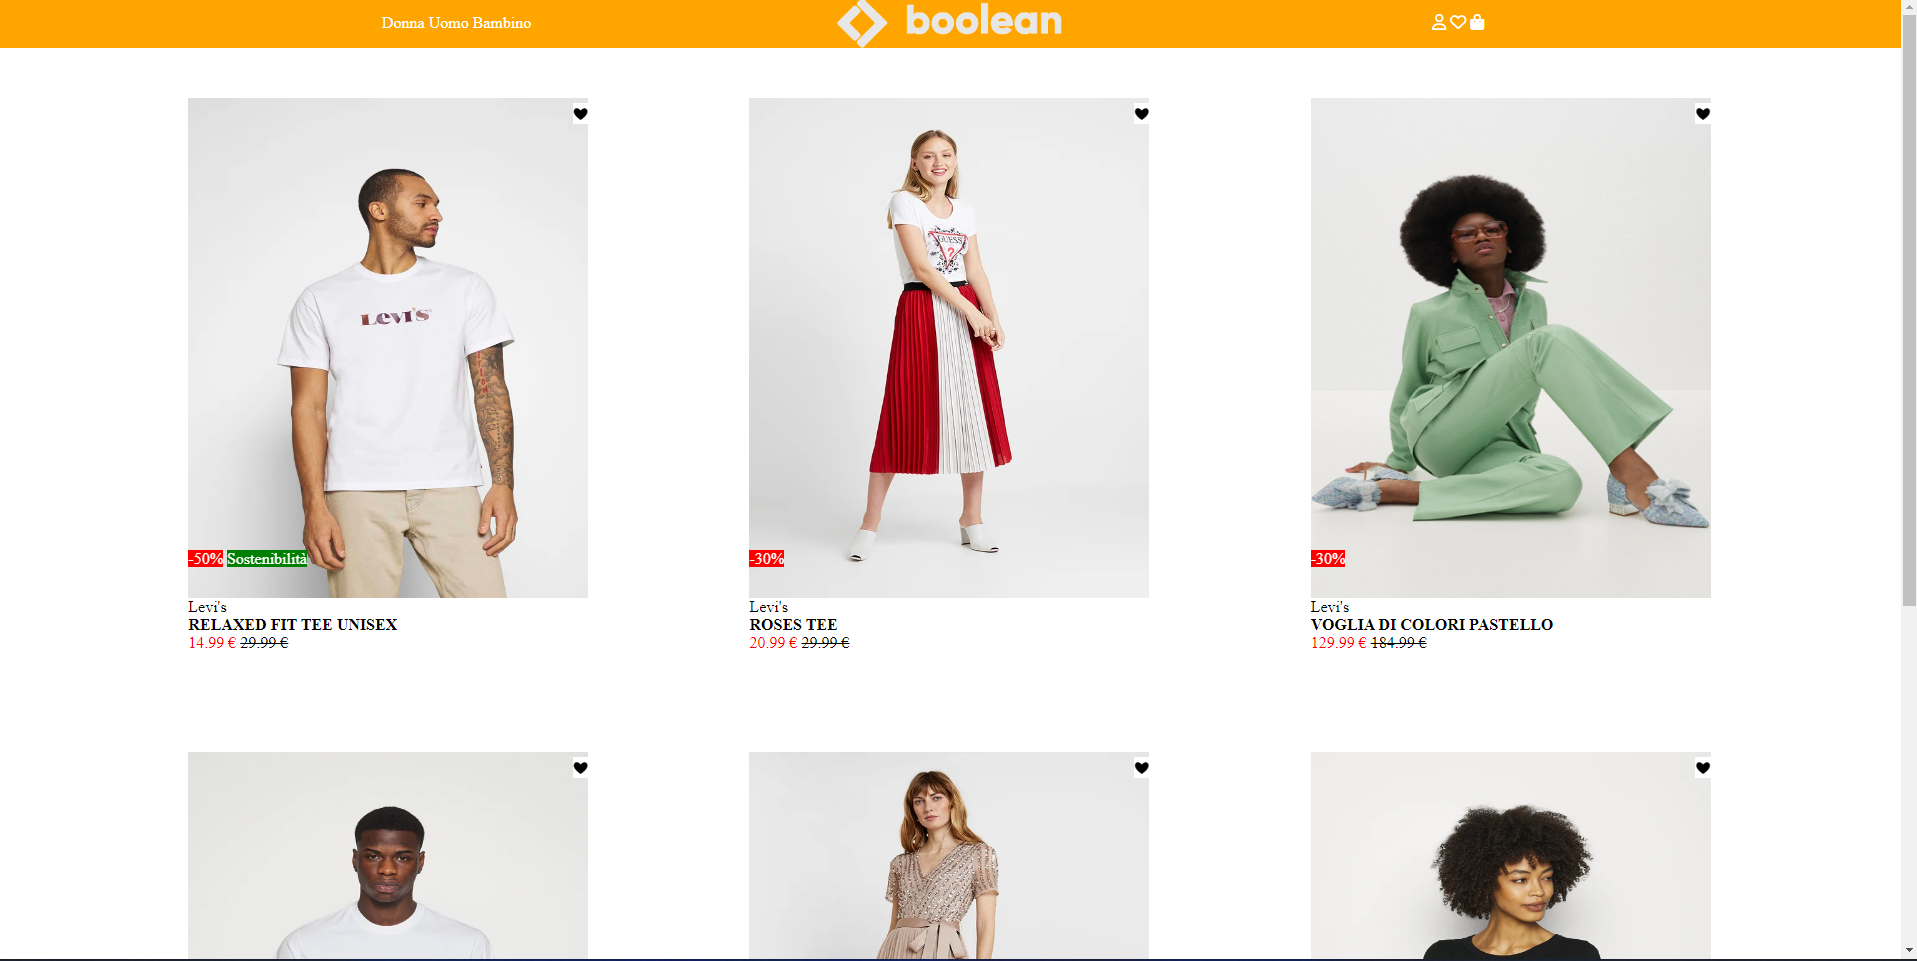 Donna Uomo Bambino
boolean
Levi's
GUESS
?
-50% Sostenibilità
-30%
-30%
Levi's
RELAXED FIT TEE UNISEX
14.99 € 29.99 €
Levi's
ROSES TEE
20.99 € 29.99 €
Levi's
VOGLIA DI COLORI PASTELLO
129.99 € 184.99 €